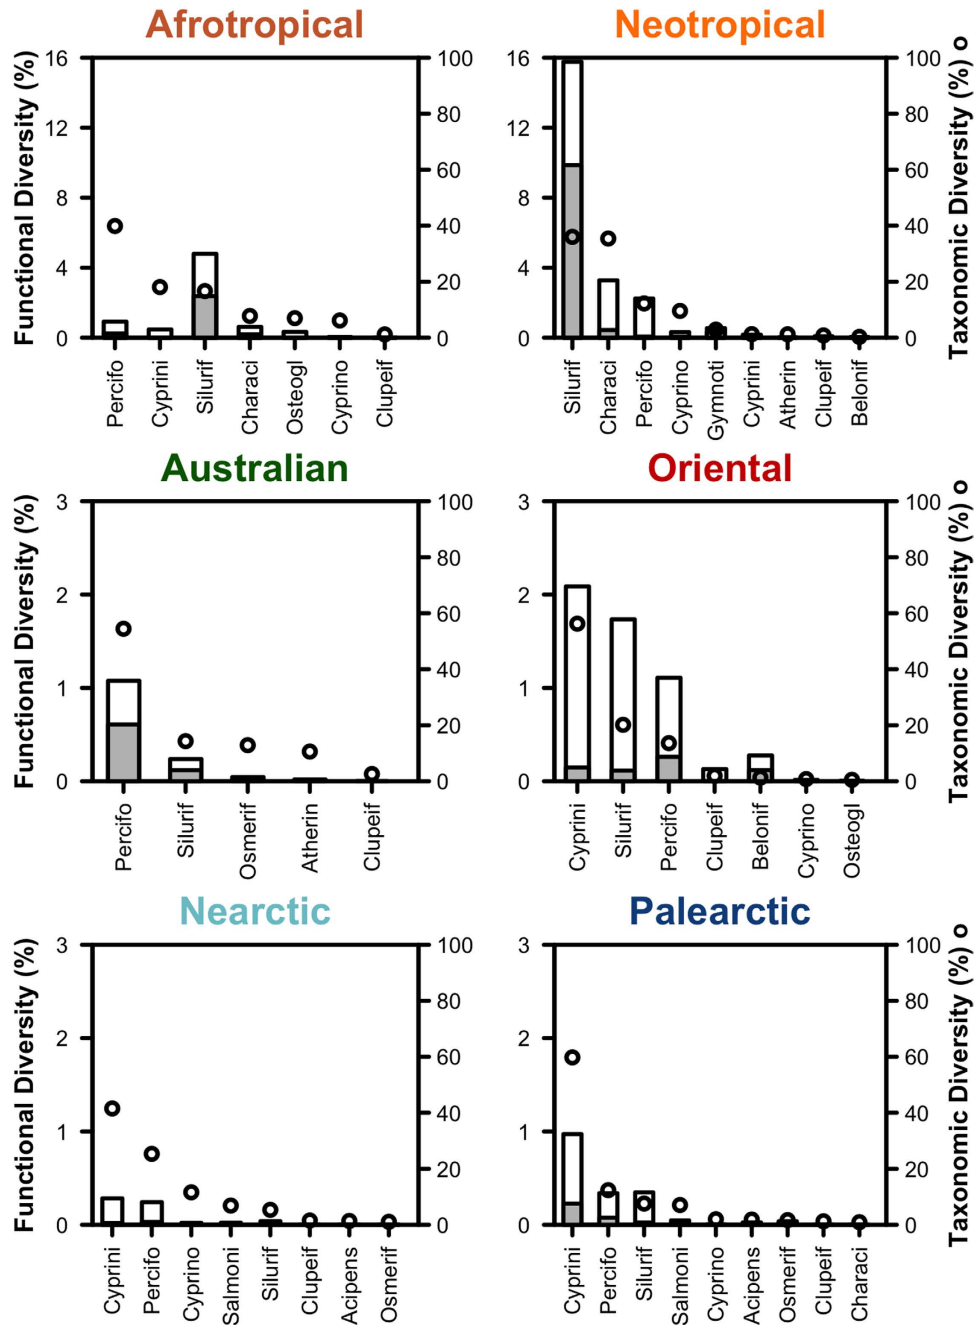 Afrotropical
Neotropical
Functional Diversity (%)
16
12
8
4
0
100
80
60
40
20
0
Percifo
Cyprini
Silurif
Characi
Osteogl
Cyprino
Clupeif
16
12
8
4
0
100
80
60
40
20
0
Taxonomic Diversity (%) o
Silurif
Characi
Percifo
Cyprino
Gymnoti
Cyprini
Atherin
Clupeif
Belonif
Australian
Oriental
Functional Diversity (%)
3
2
1
0
100
80
60
40
20
0
Percifo
Silurif
Osmerif
Atherin
Clupeif
3
2
1
0
100
80
60
40
20
0
Taxonomic Diversity (%) o
Cyprini
Silurif
Percifo
Clupeif
Belonif
Cyprino
Osteogl
Nearctic
Palearctic
Functional Diversity (%)
3
2
1
0
100
80
60
40
20
0
Cyprini
Percifo
Cyprino
Salmoni
Silurif
Clupeif
Acipens
Osmerif
3
2
1
0
100
80
60
40
20
0
Taxonomic Diversity (%) o
Cyprini
Percifo
Silurif
Salmoni
Cyprino
Acipens
Osmerif
Clupeif
Characi